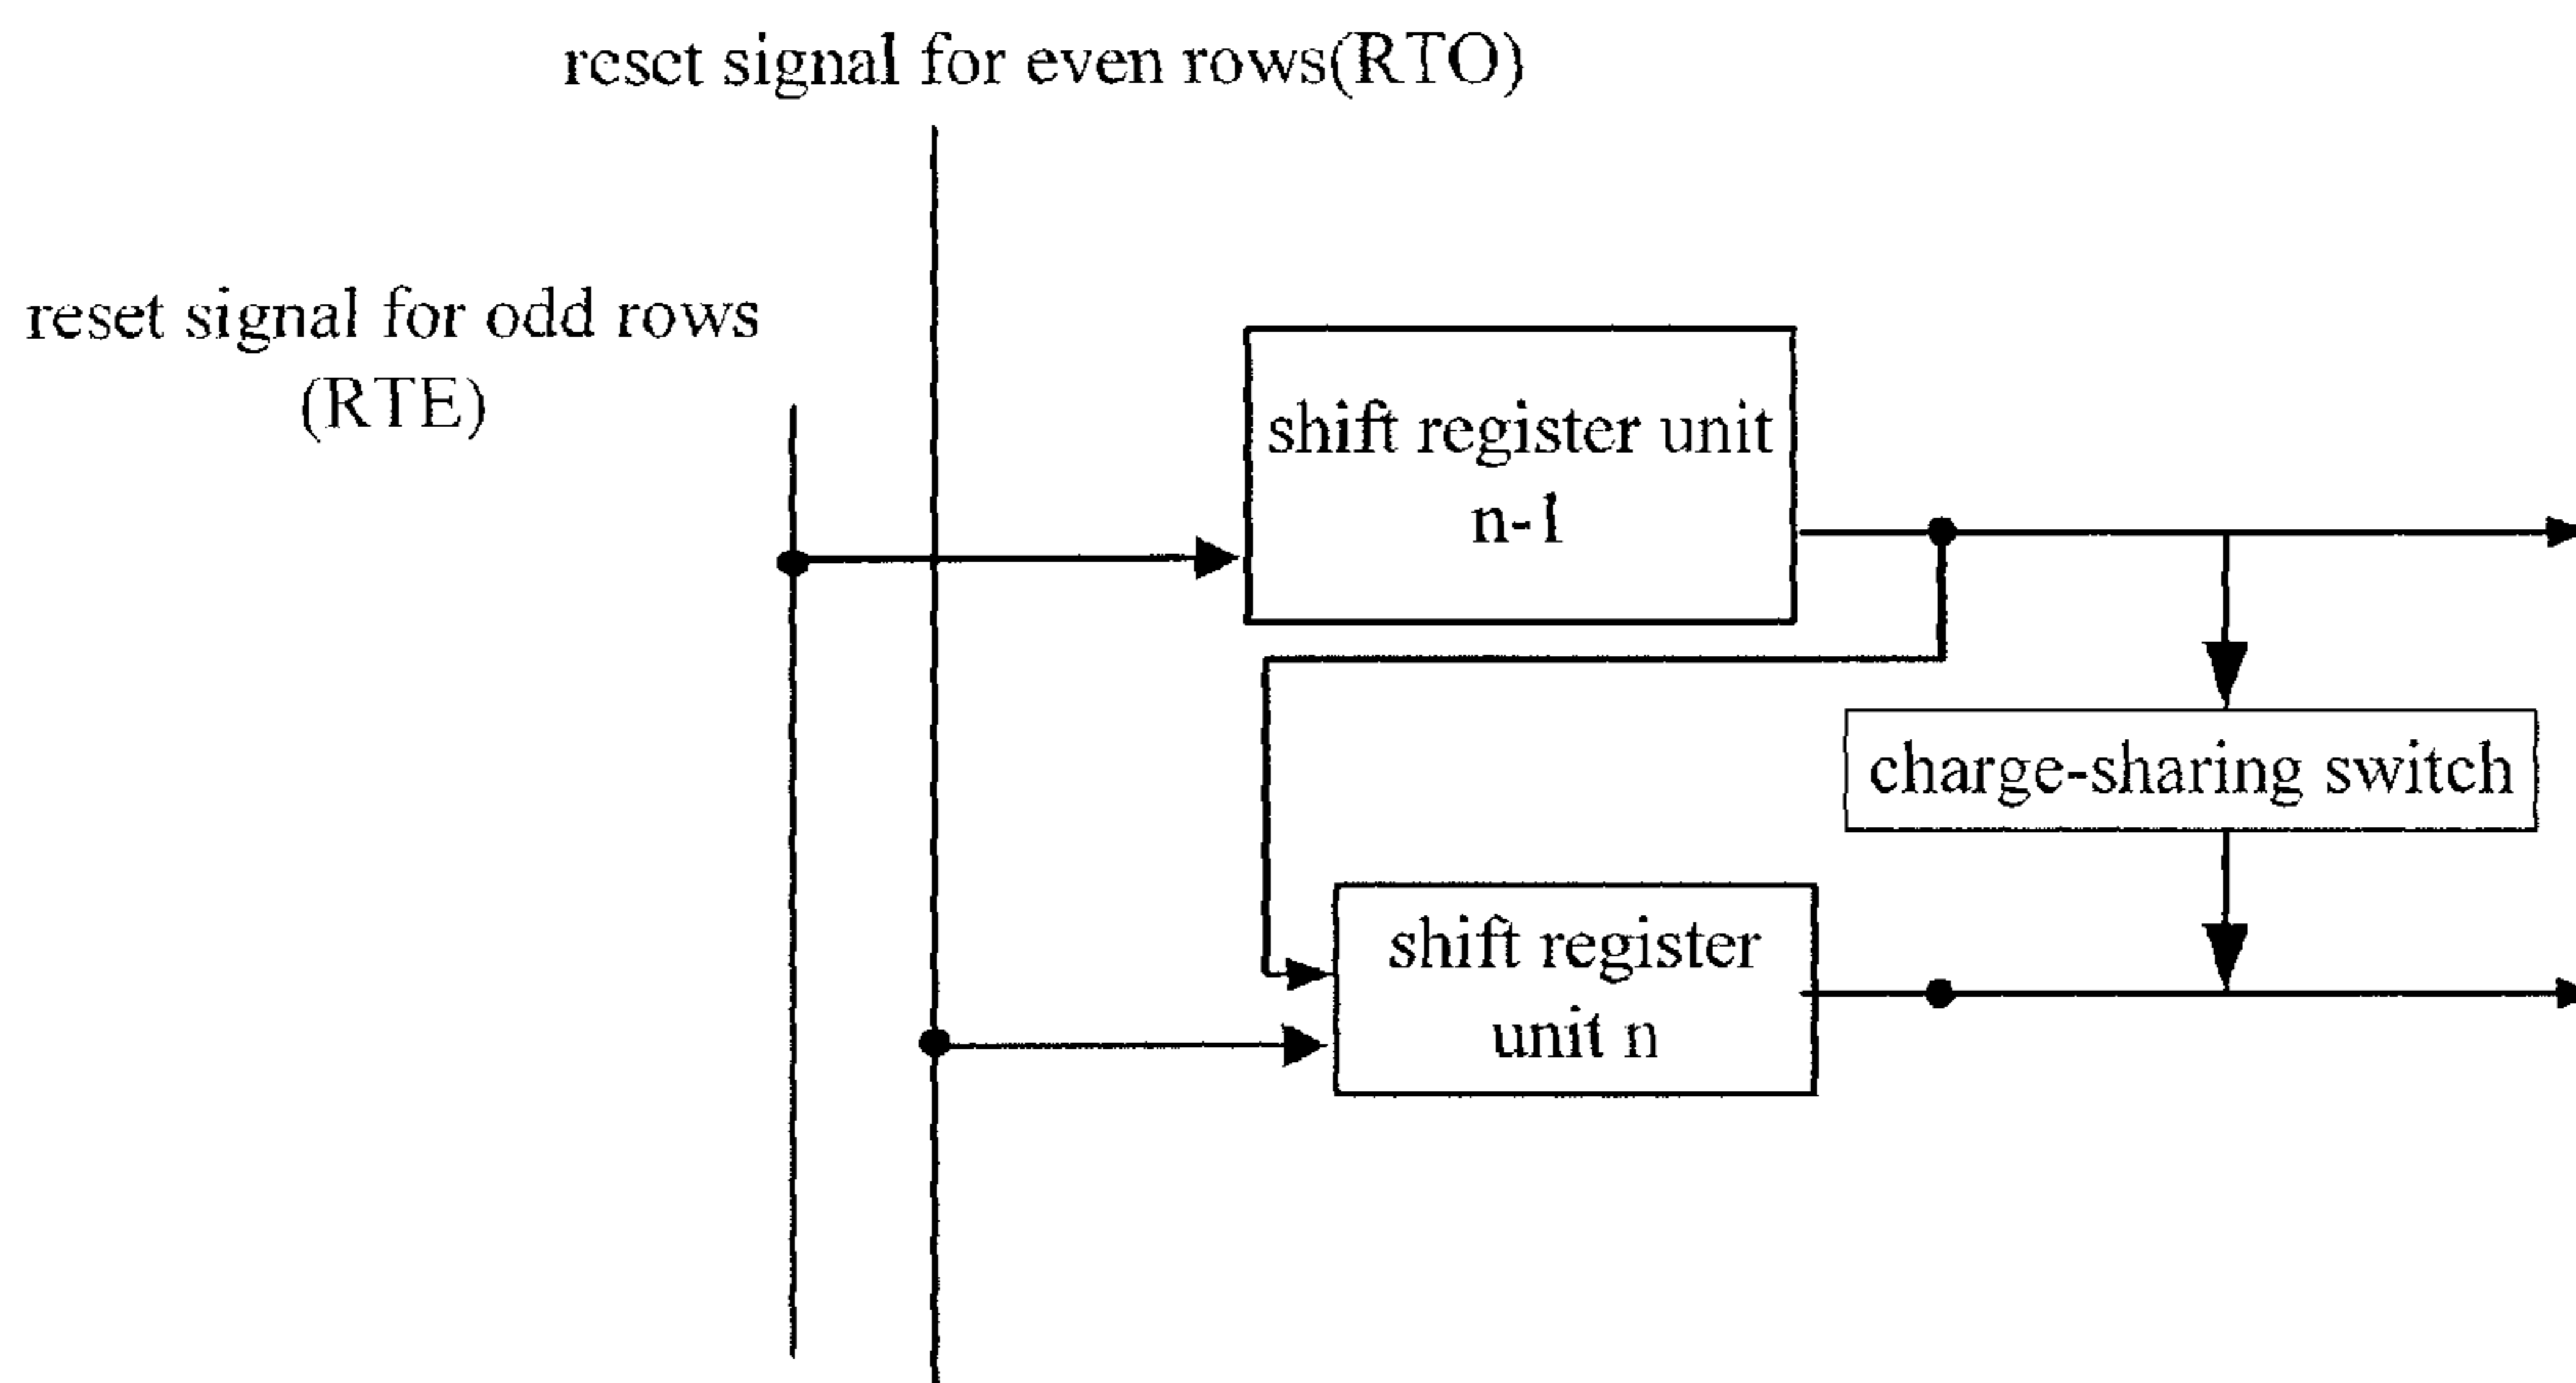 reset signal for even rows(RTO)
reset signal for odd rows
(RTE)
shift register unit
n-1
charge-sharing switch
shift register
unit n